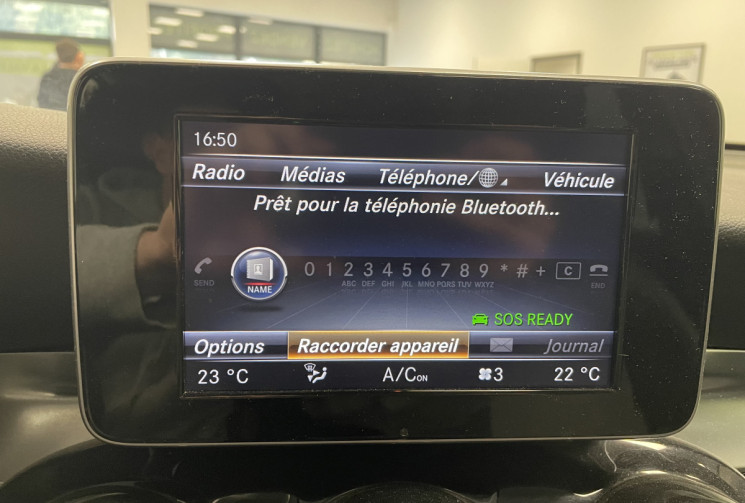 16:50
Radio Médias Téléphone/ Véhicule
Prêt pour la téléphonie Bluetooth...
0 1 2 3 4 5 6 7 8 9 * # + C
SEND NAME ABC DEF GHI JKL MNO PQRS TUV WXYZ END
SOS READY
Options Raccorder appareil Journal
23 °C A/C ON 3 22 °C